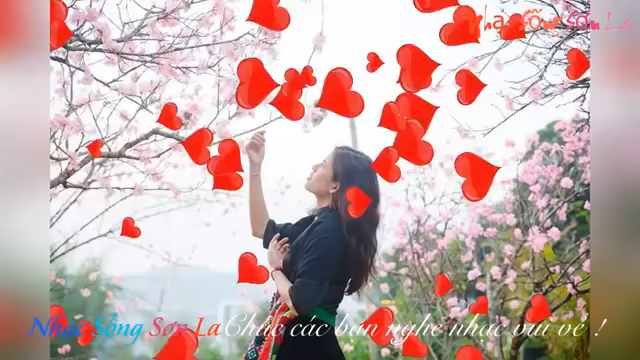 Nhạc Sống Sơn La
Nhạc Sống Sơn La Chúc các bạn nghe nhạc vui vẻ !